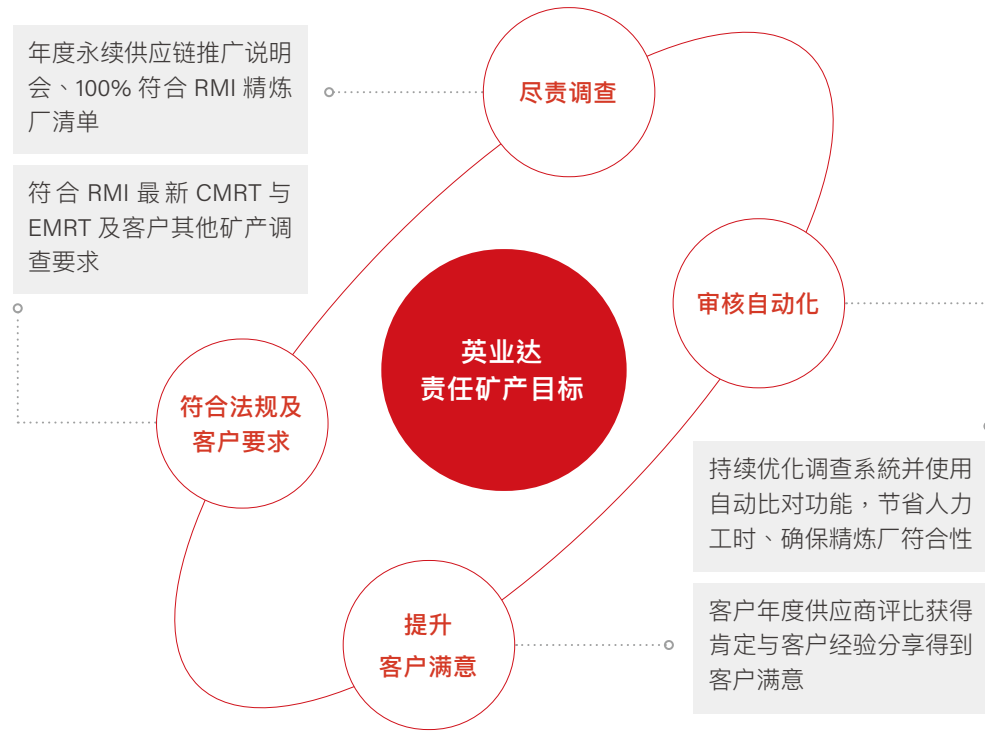 年度永续供应链推广说明
会、100% 符合 RMI 精炼
厂清单
尽责调查
符合 RMI 最新 CMRT 与
EMRT 及客户其他矿产调
查要求
审核自动化
英业达
责任矿产目标
符合法规及
客户要求
持续优化调查系統并使用
自动比对功能，节省人力
工时、确保精炼厂符合性
提升
客户满意
客户年度供应商评比获得
肯定与客户经验分享得到
客户满意